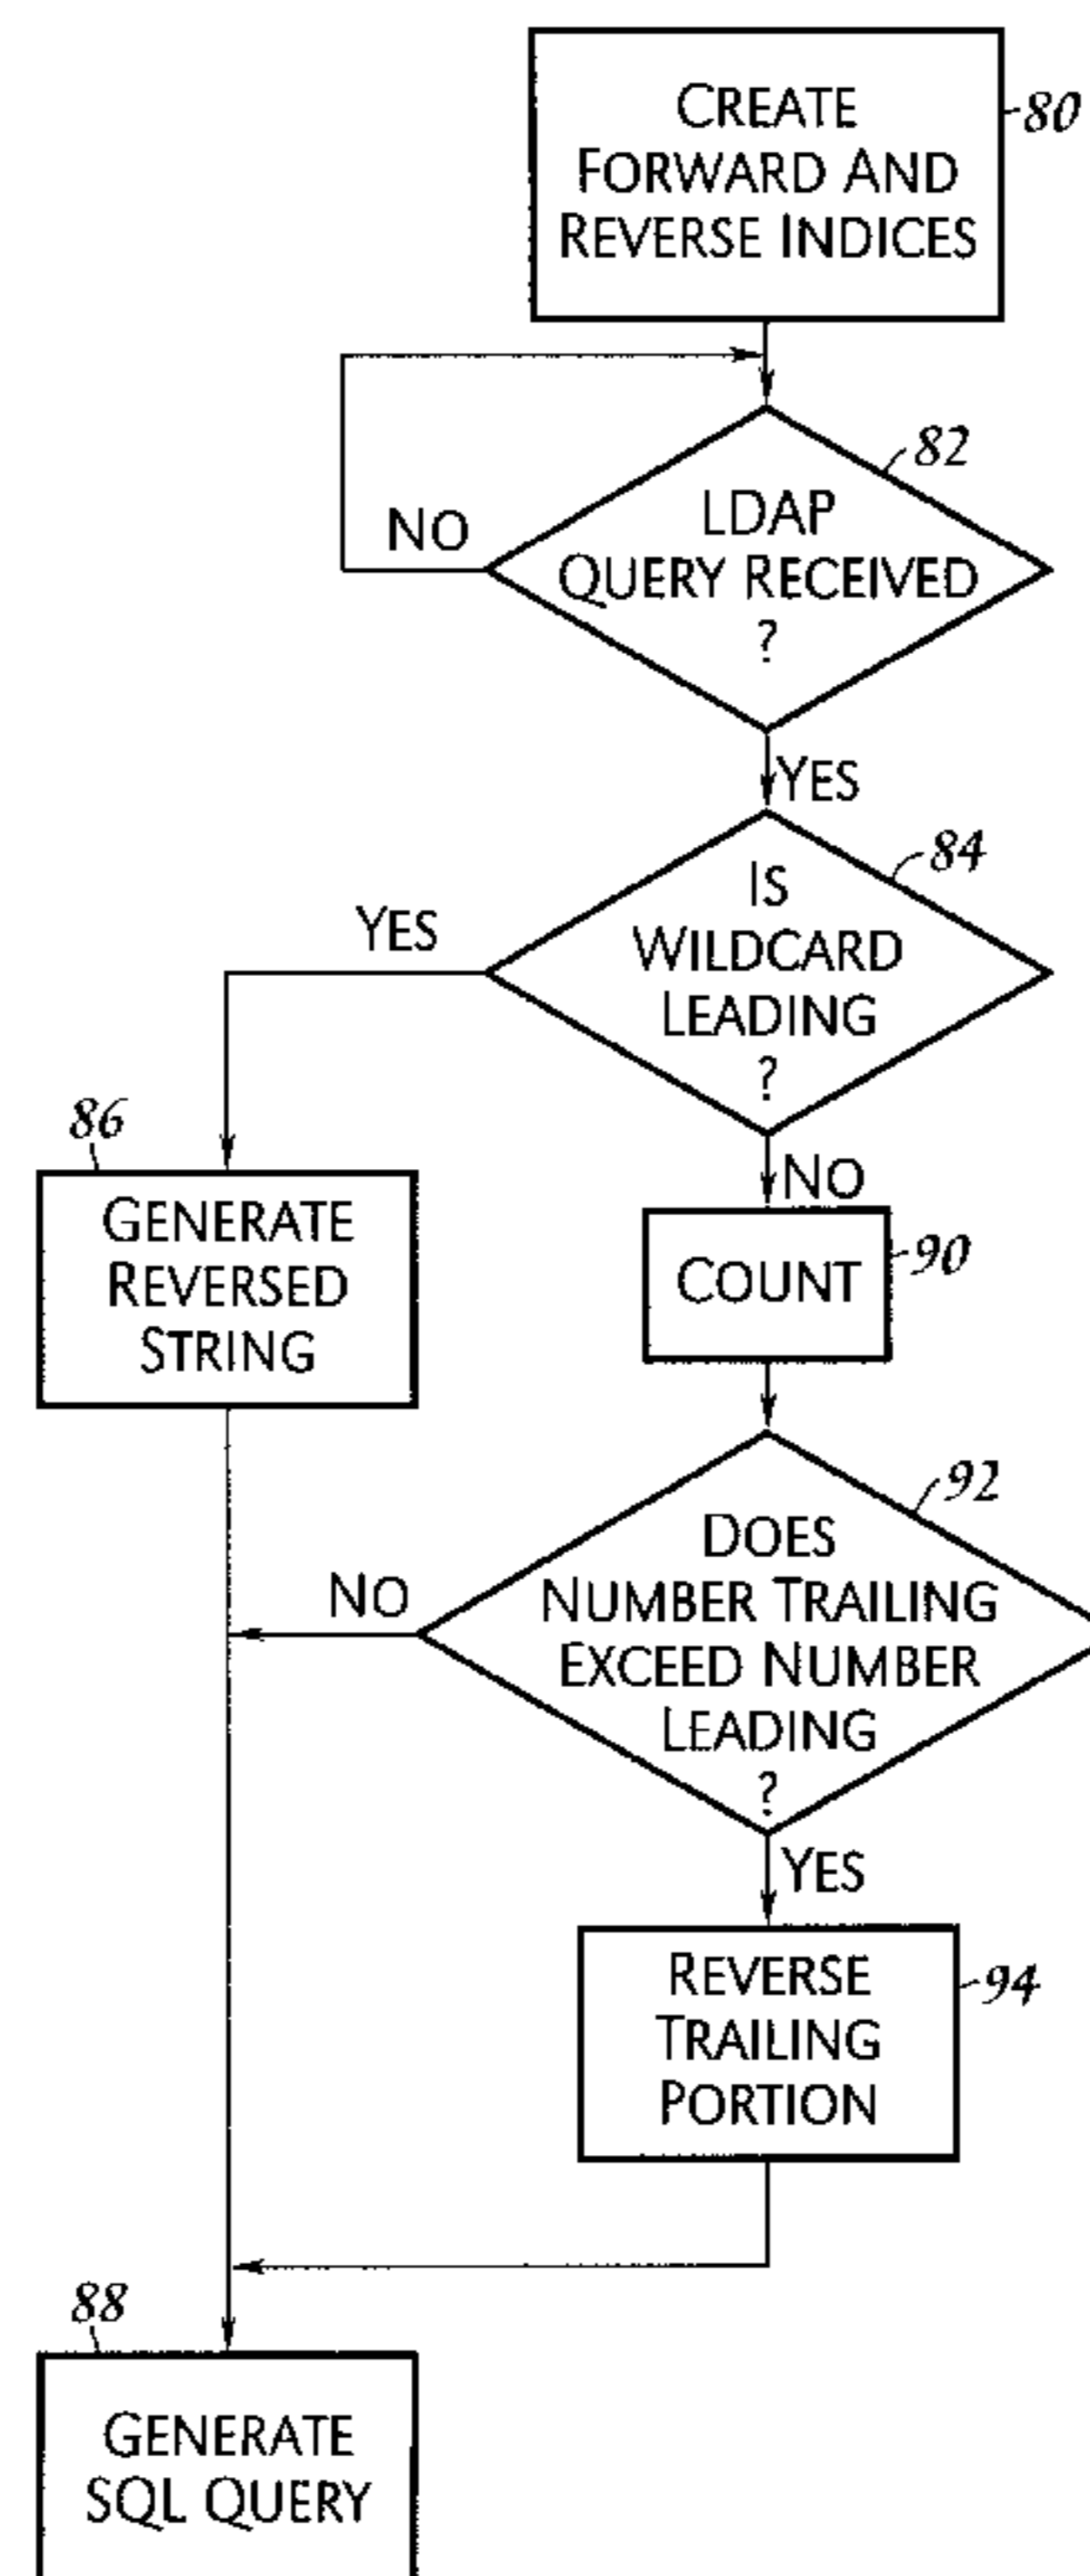 CREATE
FORWARD AND
REVERSE INDICES
80
82
LDAP
QUERY RECEIVED
?
NO
YES
84
IS
WILDCARD
LEADING
?
YES
NO
86
GENERATE
REVERSED
STRING
90
COUNT
92
DOES
NUMBER TRAILING
EXCEED NUMBER
LEADING
?
NO
YES
94
REVERSE
TRAILING
PORTION
88
GENERATE
SQL QUERY